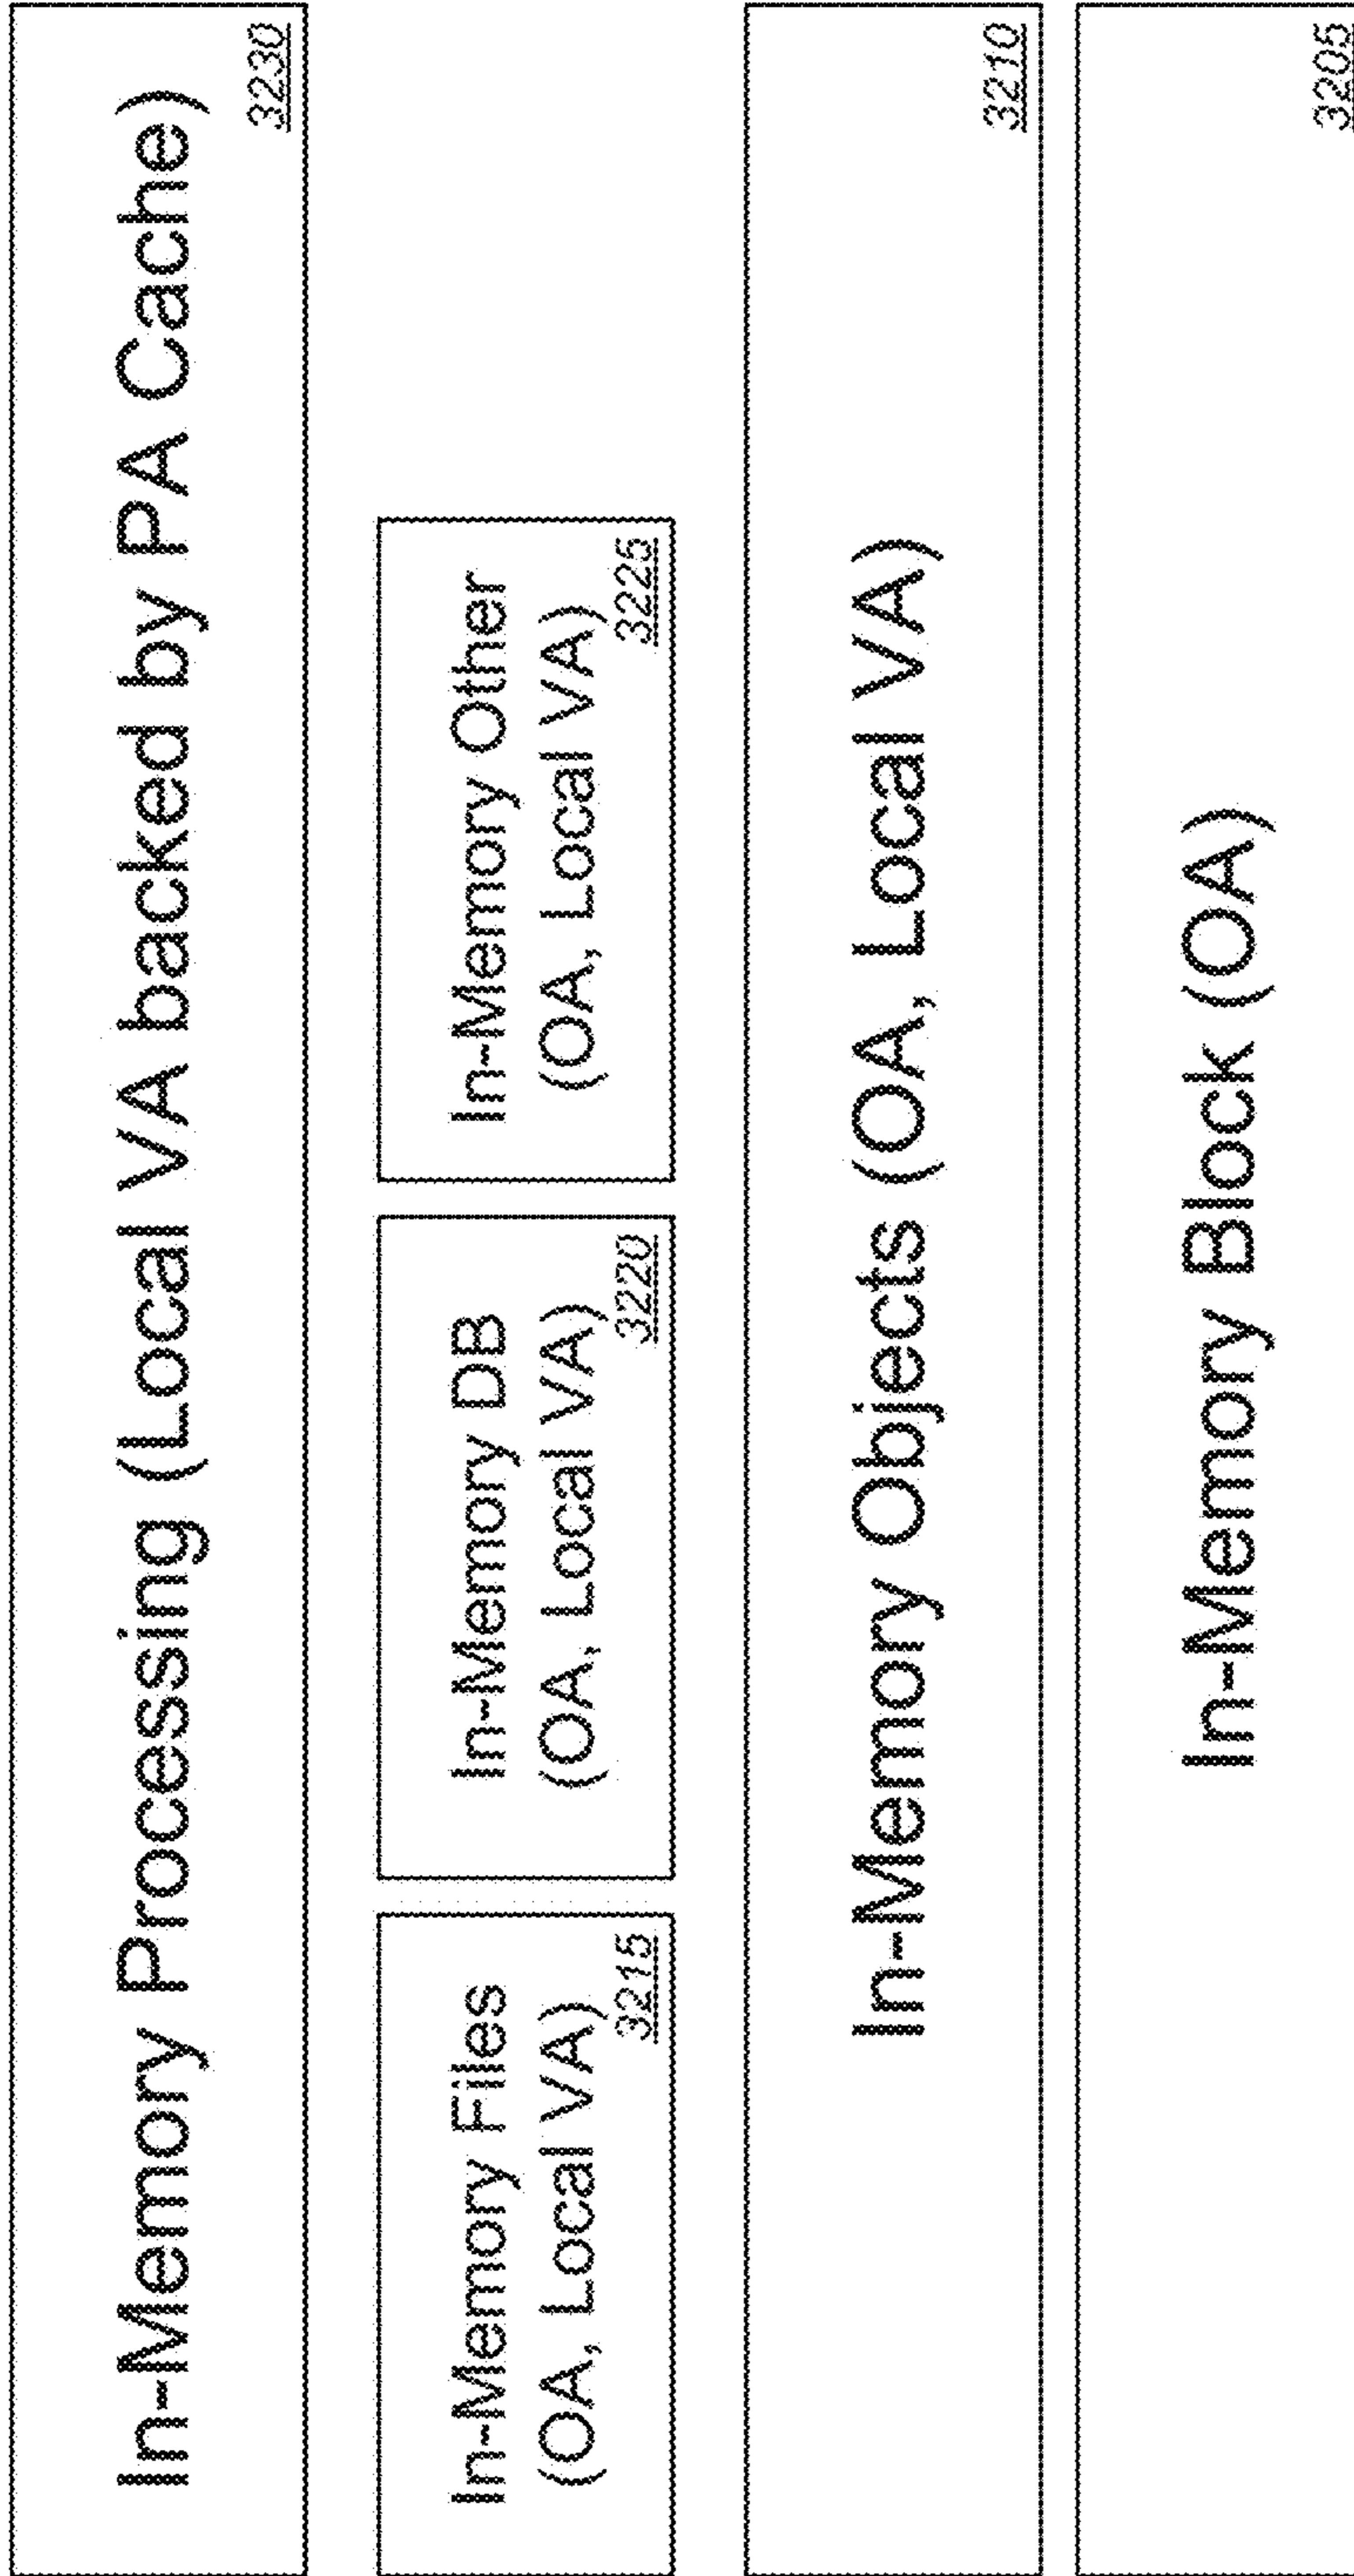 In-Memory Processing (Local VA backed by PA Cache)
3230
In-Memory Files
(OA, Local VA)
3215
In-Memory DB
(OA, Local VA)
3220
In-Memory Other
(OA, Local VA)
3225
In-Memory Objects (OA, Local VA)
3210
In-Memory Block (OA)
3205